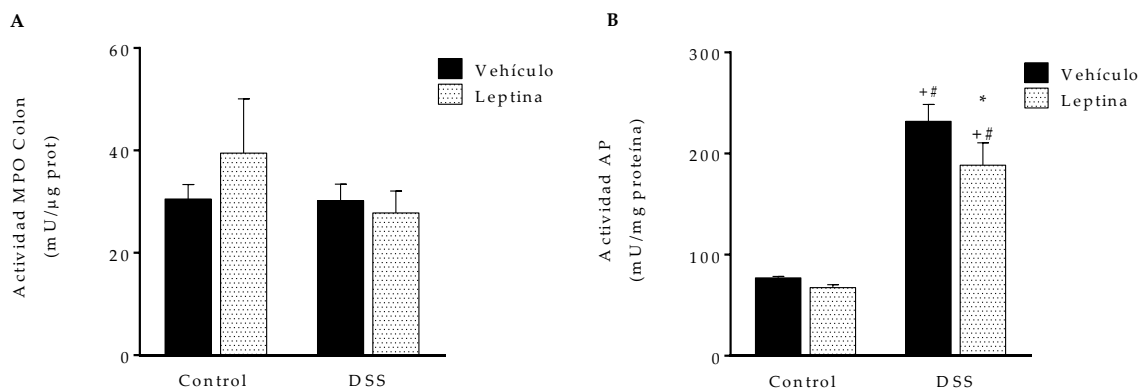 A
Actividad MPO Colon
(mU/µg prot)
60
40
20
0
Vehículo
Leptina
Control
DSS
B
Actividad AP
(mU/mg proteína)
300
200
100
0
+#
*
+#
Vehículo
Leptina
Control
DSS